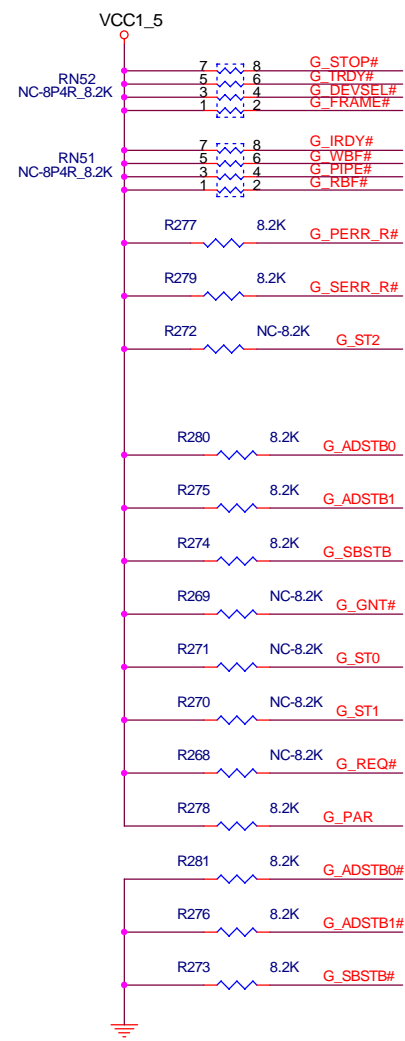 VCC1_5
RN52
NC-8P4R_8.2K
7 8 G_STOP#
5 6 G_TRDY#
3 4 G_DEVSEL#
1 2 G_FRAME#
RN51
NC-8P4R_8.2K
7 8 G_IRDY#
5 6 G_WBF#
3 4 G_PIPE#
1 2 G_RBF#
R277 8.2K G_PERR_R#
R279 8.2K G_SERR_R#
R272 NC-8.2K G_ST2
R280 8.2K G_ADSTB0
R275 8.2K G_ADSTB1
R274 8.2K G_SBSTB
R269 NC-8.2K G_GNT#
R271 NC-8.2K G_ST0
R270 NC-8.2K G_ST1
R268 NC-8.2K G_REQ#
R278 8.2K G_PAR
R281 8.2K G_ADSTB0#
R276 8.2K G_ADSTB1#
R273 8.2K G_SBSTB#